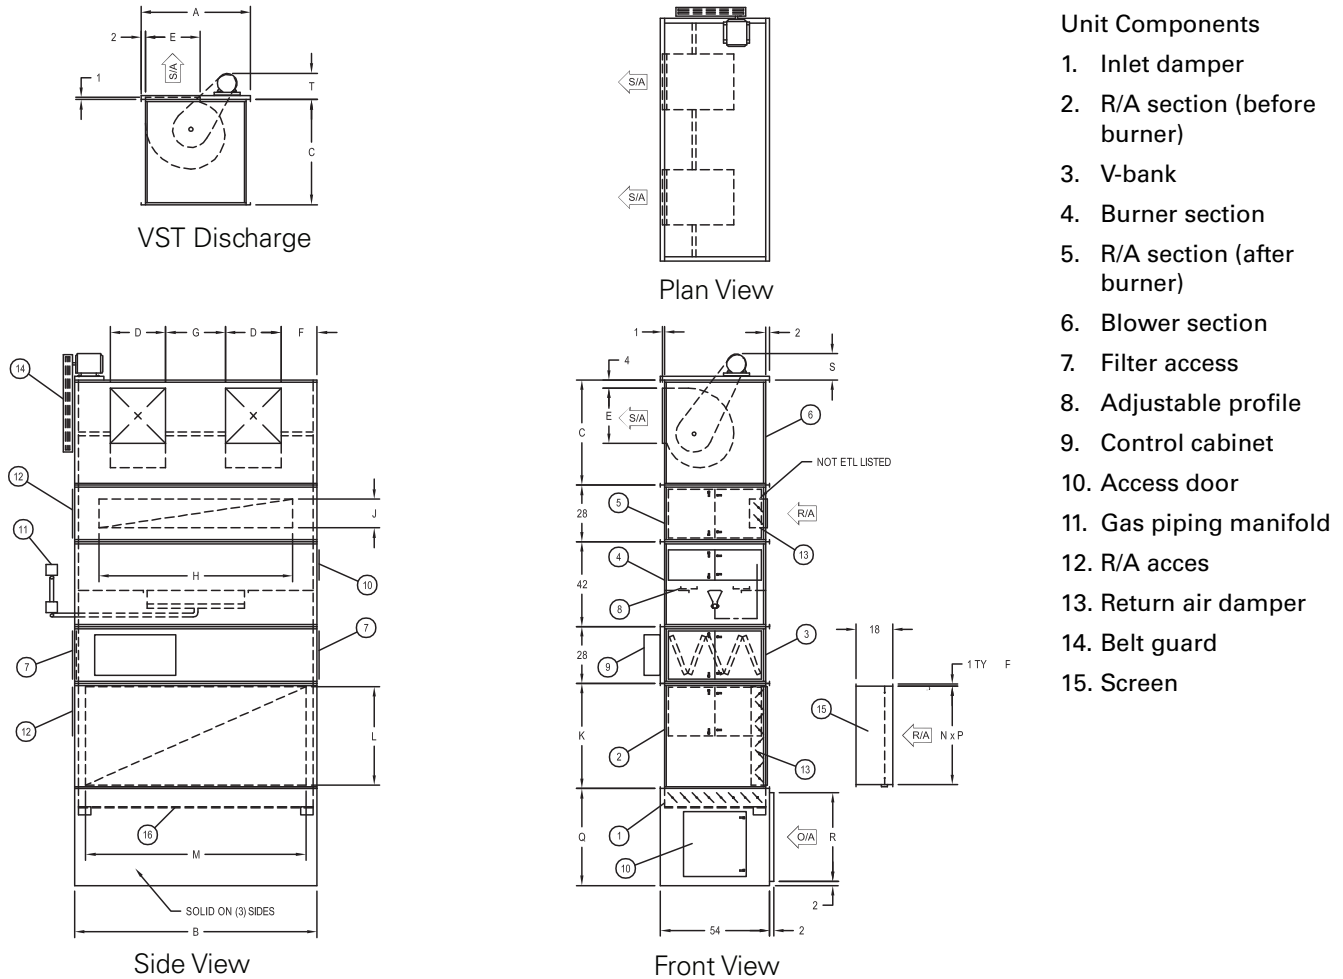 A
2
E
S/A
1
T
C
VST Discharge
S/A
S/A
Plan View
D
G
D
F
14
12
J
11
H
10
7
7
12
L
16
M
SOLID ON (3) SIDES
B
Side View
1
2
4
S
E
S/A
C
6
NOT ETL LISTED
5
28
R/A
13
4
42
8
3
28
9
18
1 TY F
15
K
R/A
N x P
2
13
1
Q
O/A
R
10
2
54
2
Front View
Unit Components
1. Inlet damper
2. R/A section (before
burner)
3. V-bank
4. Burner section
5. R/A section (after
burner)
6. Blower section
7. Filter access
8. Adjustable profile
9. Control cabinet
10. Access door
11. Gas piping manifold
12. R/A acces
13. Return air damper
14. Belt guard
15. Screen